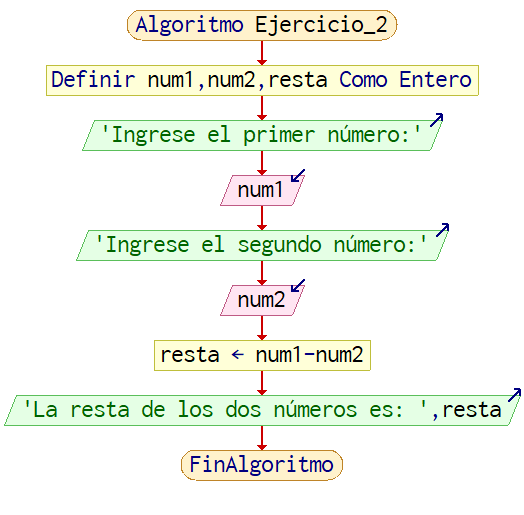 Algoritmo Ejercicio_2
Definir num1,num2,resta Como Entero
'Ingrese el primer número:'
num1
'Ingrese el segundo número:'
num2
resta ← num1-num2
'La resta de los dos números es: ',resta
FinAlgoritmo